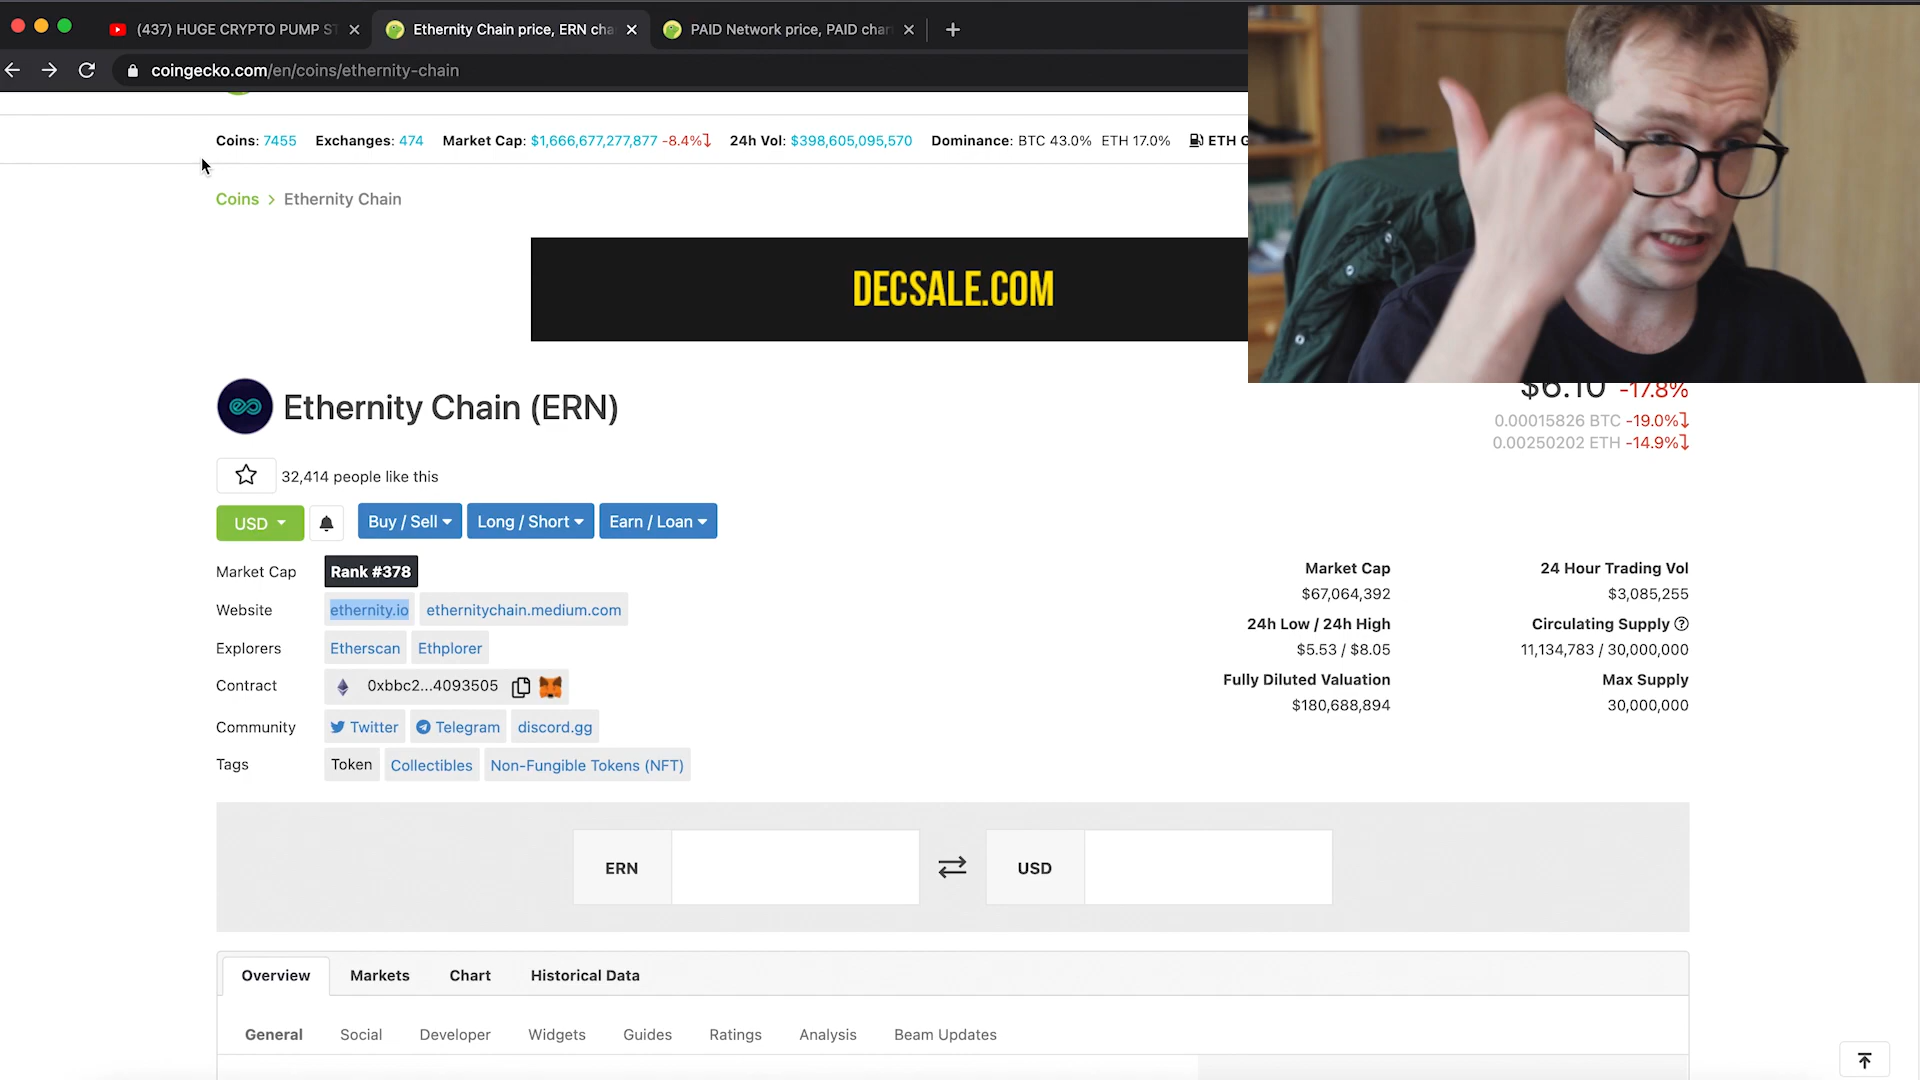 (437) HUGE CRYPTO PUMP ST
Ethernity Chain price, ERN cha
PAID Network price, PAID char
coingecko.com/en/coins/ethernity-chain
Coins: 7455 Exchanges: 474 Market Cap: $1,666,677,277,877 -8.4% 24h Vol: $398,605,095,570 Dominance: BTC 43.0% ETH 17.0% ETH G
Coins > Ethernity Chain
DECSALE.COM
Ethernity Chain (ERN)
$6.10 -17.8%
0.00015826 BTC -19.0%
0.00250202 ETH -14.9%
32,414 people like this
USD Buy / Sell Long / Short Earn / Loan
Market Cap Rank #378
Website ethernity.io ethernitychain.medium.com
Explorers Etherscan Ethplorer
Contract 0xbbc2...4093505
Community Twitter Telegram discord.gg
Tags Token Collectibles Non-Fungible Tokens (NFT)
Market Cap
$67,064,392
24h Low / 24h High
$5.53 / $8.05
Fully Diluted Valuation
$180,688,894
24 Hour Trading Vol
$3,085,255
Circulating Supply ?
11,134,783 / 30,000,000
Max Supply
30,000,000
ERN USD
Overview Markets Chart Historical Data
General Social Developer Widgets Guides Ratings Analysis Beam Updates